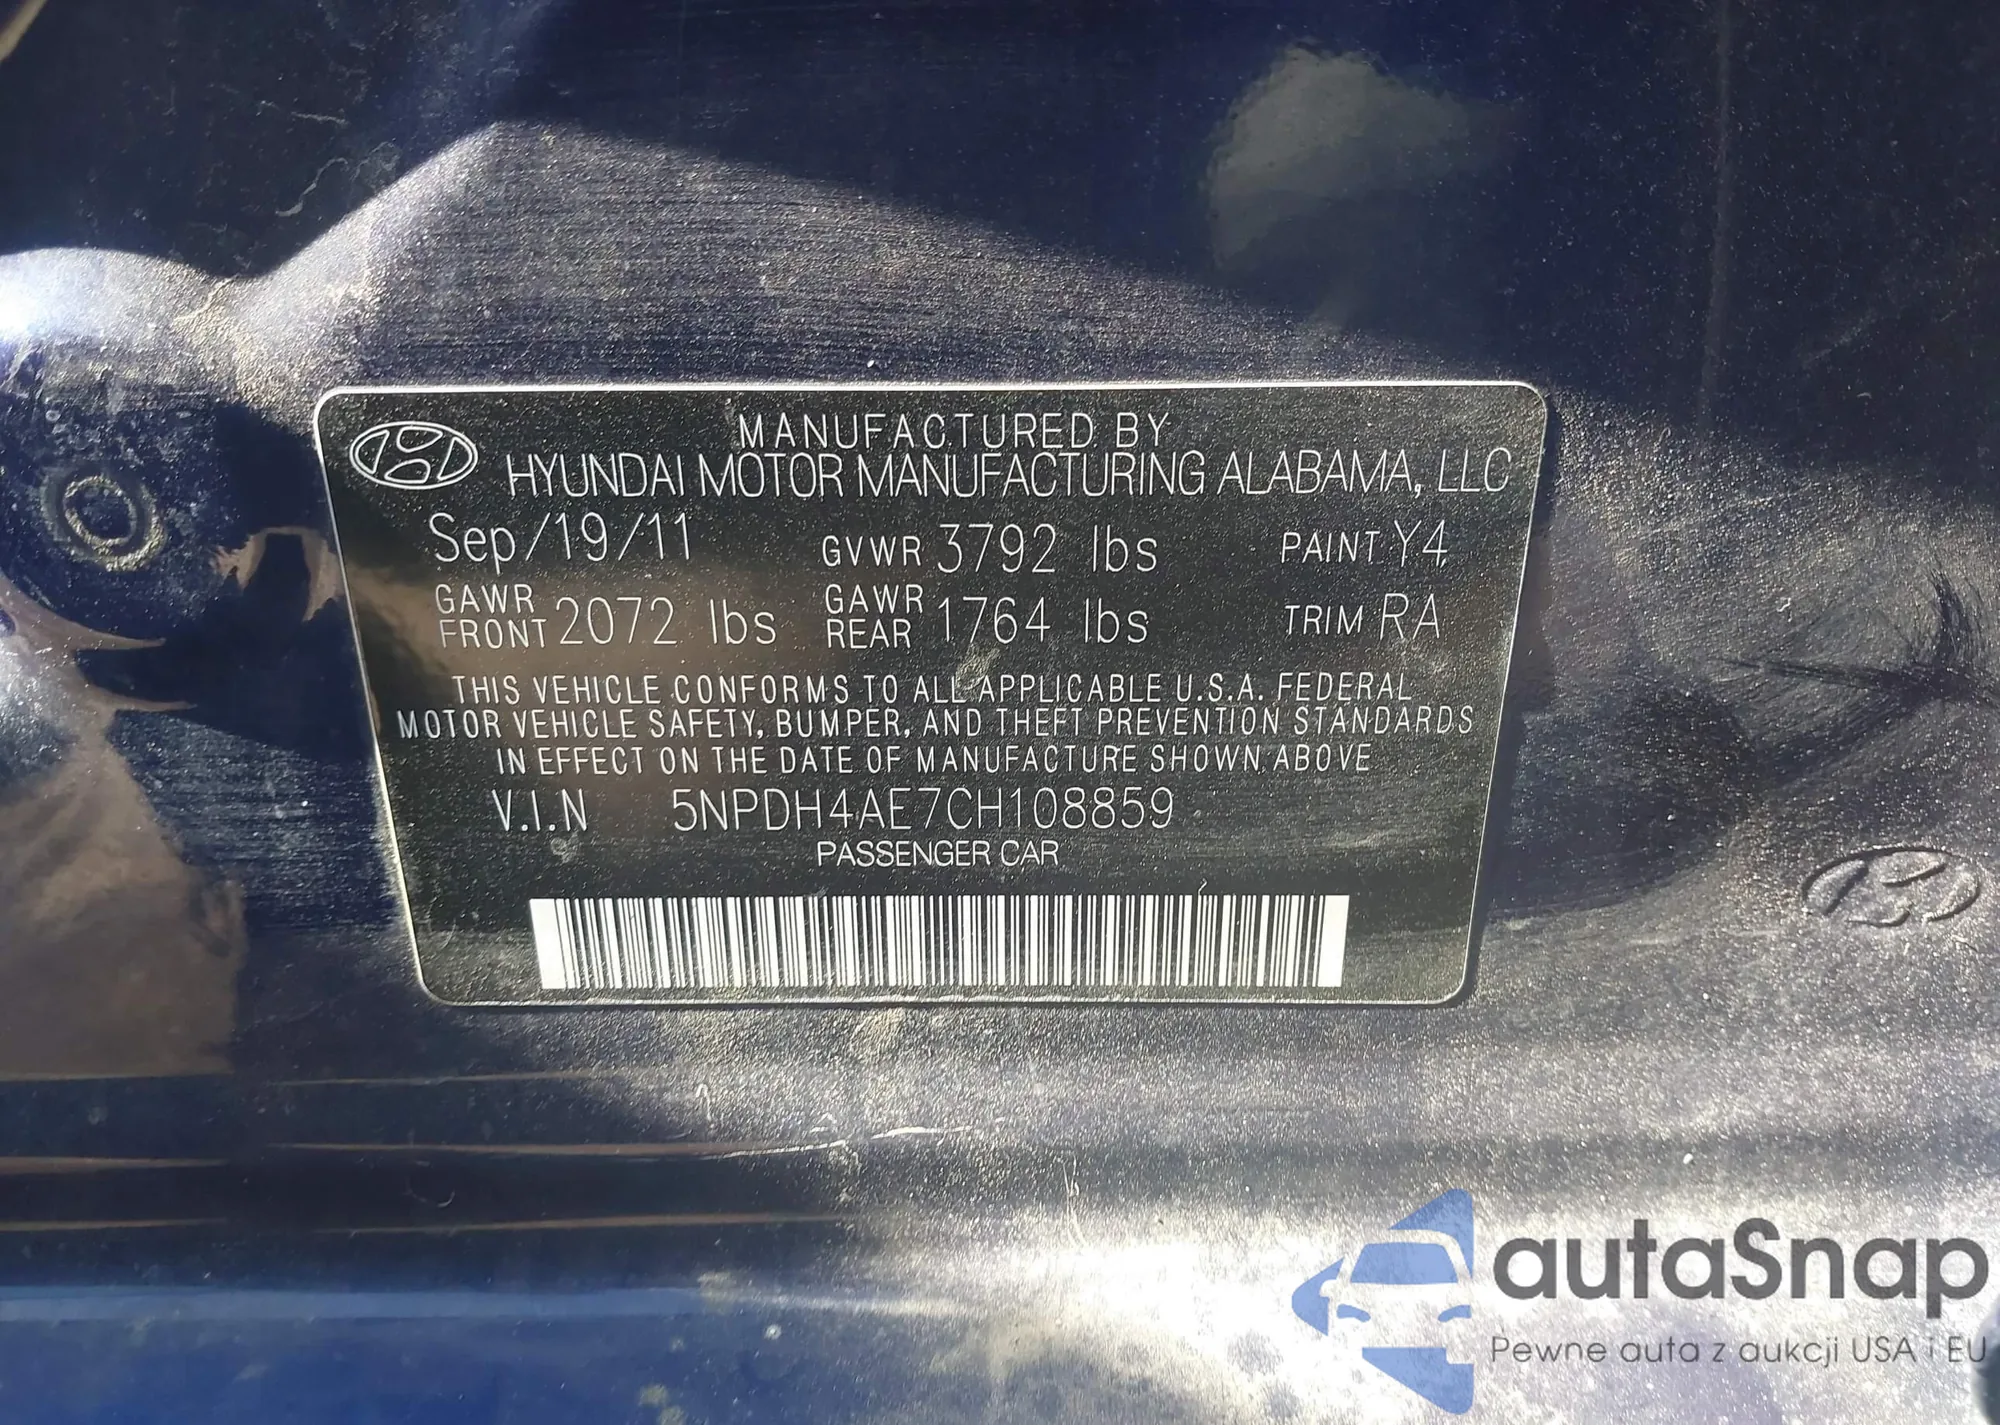 MANUFACTURED BY
HYUNDAI MOTOR MANUFACTURING ALABAMA, LLC
Sep/19/11 GVWR 3792 lbs PAINT Y4
GAWR FRONT 2072 lbs GAWR REAR 1764 lbs TRIM RA
THIS VEHICLE CONFORMS TO ALL APPLICABLE U.S.A. FEDERAL
MOTOR VEHICLE SAFETY, BUMPER, AND THEFT PREVENTION STANDARDS
IN EFFECT ON THE DATE OF MANUFACTURE SHOWN ABOVE
V.I.N 5NPDH4AE7CH108859
PASSENGER CAR
autaSnap
Pewne auta z aukcji USA i EU